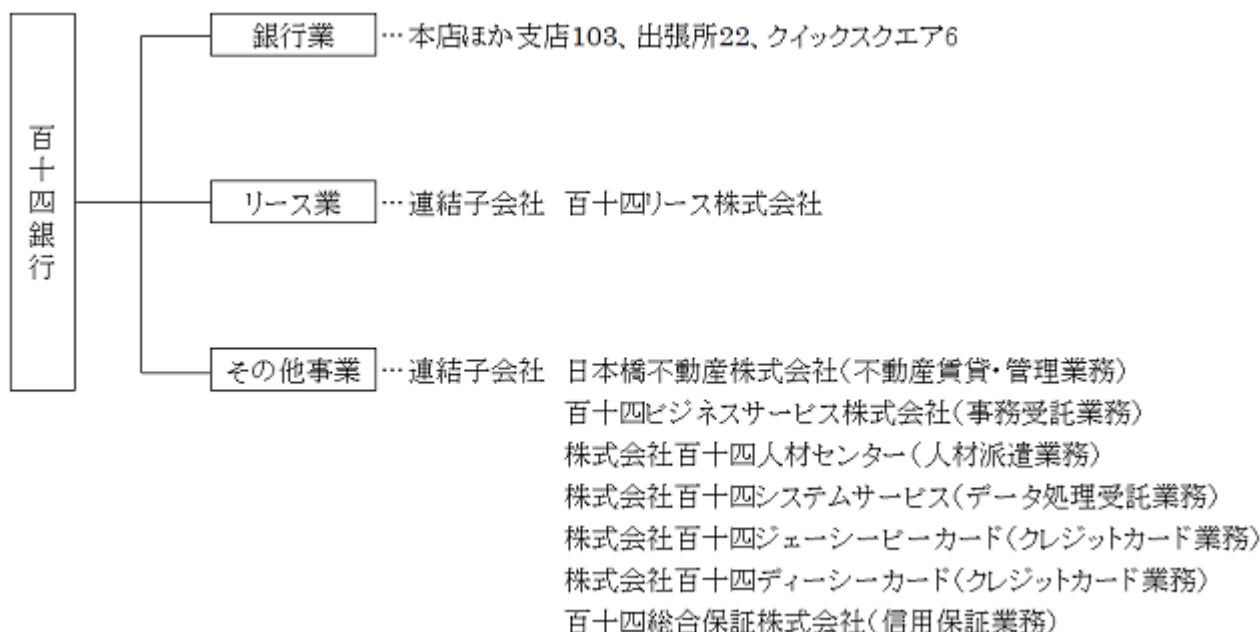 百十四銀行
銀行業 … 本店ほか支店103、出張所22、クイックスクエア6
リース業 … 連結子会社 百十四リース株式会社
その他事業 … 連結子会社 日本橋不動産株式会社(不動産賃貸・管理業務)
百十四ビジネスサービス株式会社(事務受託業務)
株式会社百十四人材センター(人材派遣業務)
株式会社百十四システムサービス(データ処理受託業務)
株式会社百十四ジェーシービーカード(クレジットカード業務)
株式会社百十四ディーシーカード(クレジットカード業務)
百十四総合保証株式会社(信用保証業務)